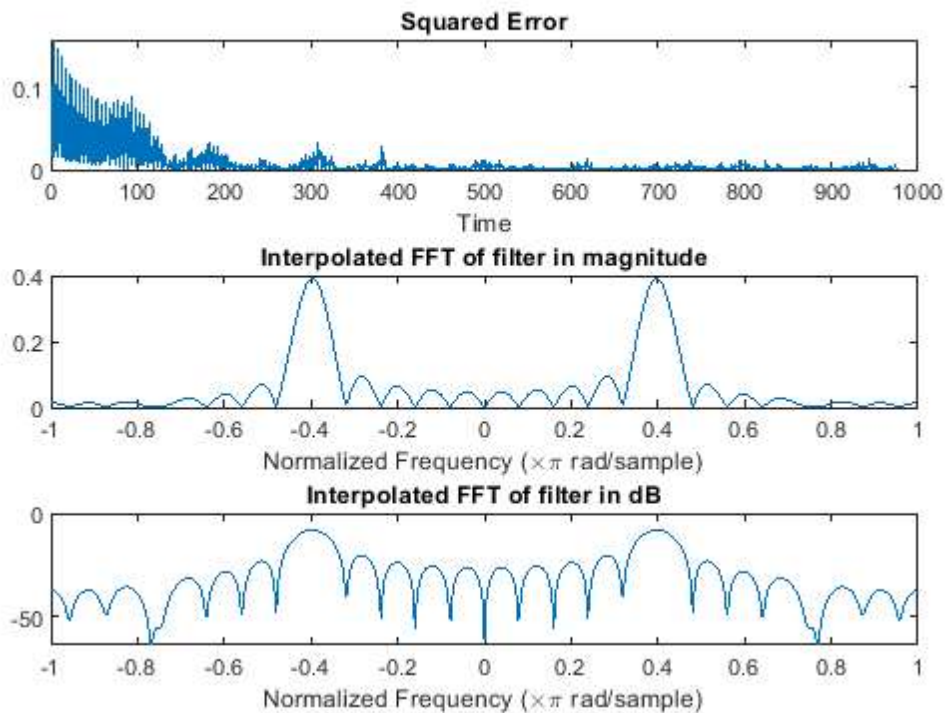 Squared Error
0.1
0
0 100 200 300 400 500 600 700 800 900 1000
Time
Interpolated FFT of filter in magnitude
0.4
0.2
0
-1 -0.8 -0.6 -0.4 -0.2 0 0.2 0.4 0.6 0.8 1
Normalized Frequency (×π rad/sample)
Interpolated FFT of filter in dB
0
-50
-1 -0.8 -0.6 -0.4 -0.2 0 0.2 0.4 0.6 0.8 1
Normalized Frequency (×π rad/sample)